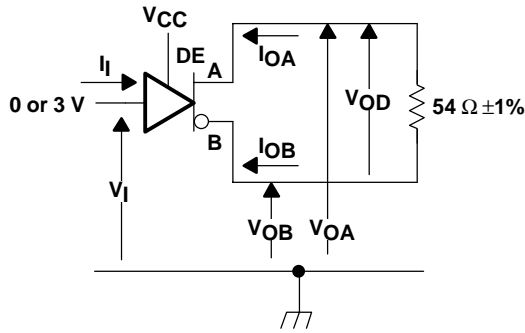 VCC
II
DE
A
IOA
0 or 3 V
VOD
54 Ω ±1%
B
IOB
VI
VOB
VOA